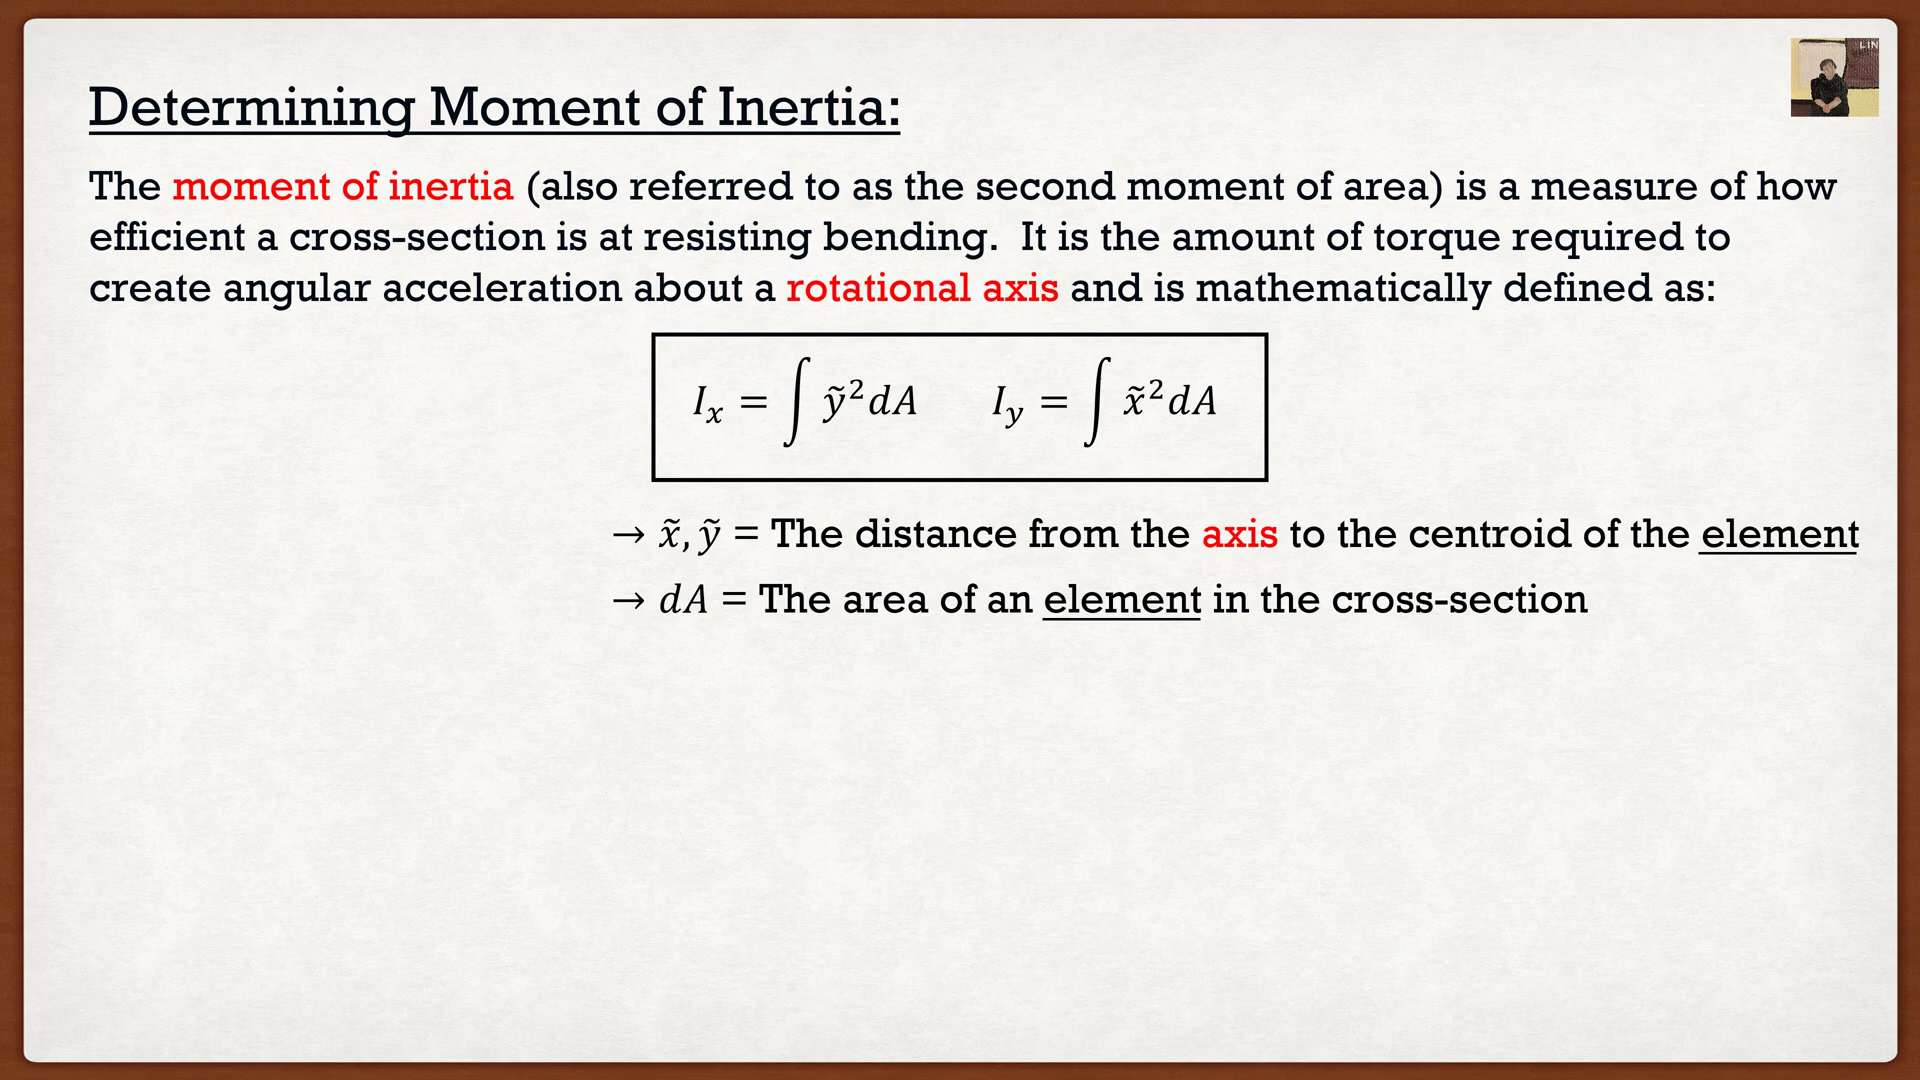 LIN
Determining Moment of Inertia:
The moment of inertia (also referred to as the second moment of area) is a measure of how
efficient a cross-section is at resisting bending.  It is the amount of torque required to
create angular acceleration about a rotational axis and is mathematically defined as:
Iₓ = ∫ ỹ²dA    I_y = ∫ x̃²dA
→ x̃, ỹ = The distance from the axis to the centroid of the element
→ dA = The area of an element in the cross-section